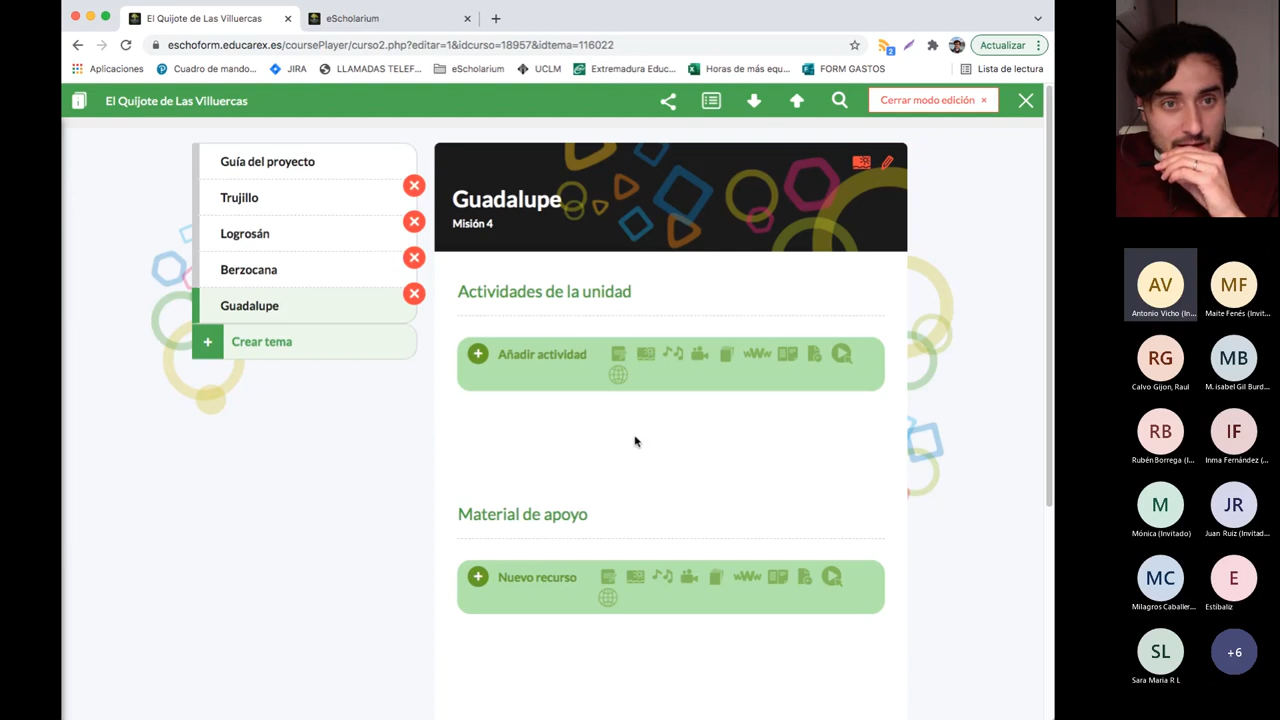 El Quijote de Las Villuercas
eScholarium
eschoform.educarex.es/coursePlayer/curso2.php?editar=1&idcurso=18957&idtema=116022
2
Actualizar
Aplicaciones
Cuadro de mando...
JIRA
LLAMADAS TELEF...
eScholarium
UCLM
Extremadura Educ...
Horas de más equ...
FORM GASTOS
Lista de lectura
El Quijote de Las Villuercas
Cerrar modo edición ×
Guía del proyecto
Trujillo
Logrosán
Berzocana
Guadalupe
+ Crear tema
Guadalupe
Misión 4
Actividades de la unidad
Añadir actividad
wWw
Material de apoyo
Nuevo recurso
wWw
AV
Antonio Vicho (In...
MF
Maite Fenés (Invit...
RG
Calvo Gijon, Raul
MB
M. isabel Gil Burd...
RB
Rubén Borrega (I...
IF
Inma Fernández (...
M
Mónica (Invitado)
JR
Juan Ruiz (Invitad...
MC
Milagros Caballer...
E
Estíbaliz
SL
Sara Maria R L
+6